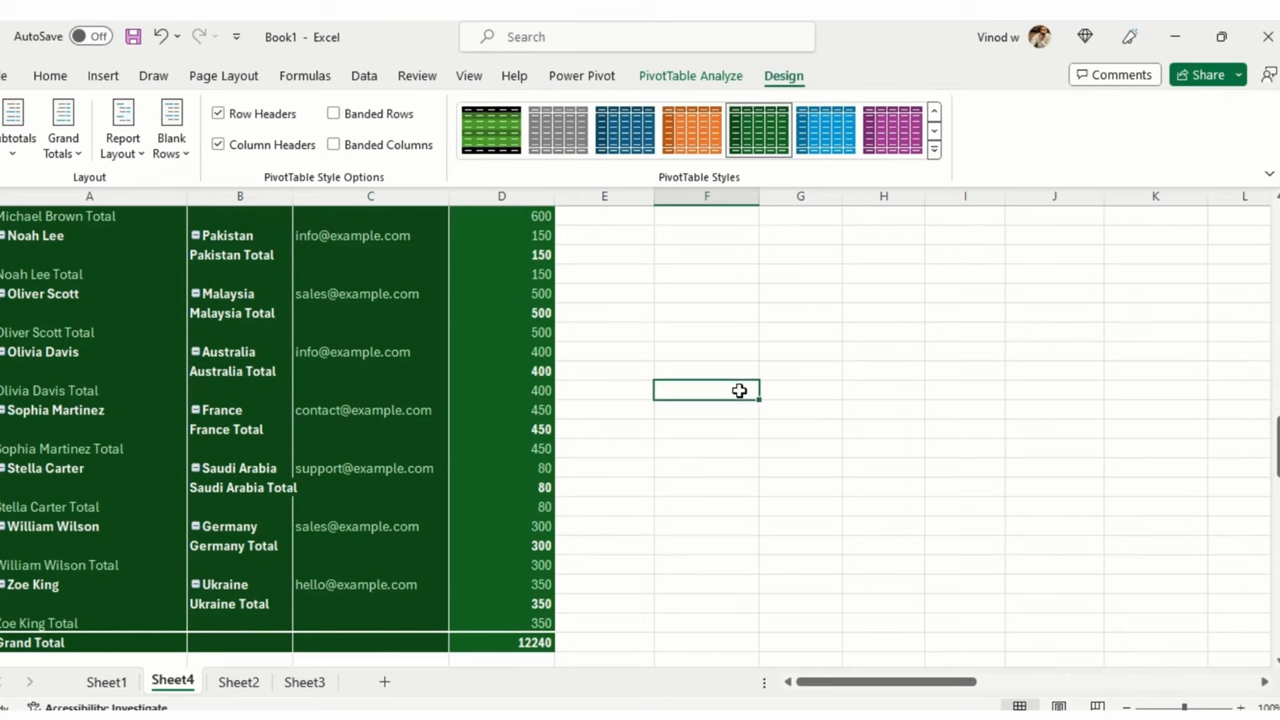 AutoSave Off Book1 - Excel Search Vinod w
Home Insert Draw Page Layout Formulas Data Review View Help Power Pivot PivotTable Analyze Design Comments Share
Grand Totals
Report Layout
Blank Rows
Row Headers Banded Rows
Column Headers Banded Columns
Layout PivotTable Style Options PivotTable Styles
A B C D E F G H I J K L
Michael Brown Total 600
Noah Lee Pakistan info@example.com 150
Pakistan Total 150
Noah Lee Total 150
Oliver Scott Malaysia sales@example.com 500
Malaysia Total 500
Oliver Scott Total 500
Olivia Davis Australia info@example.com 400
Australia Total 400
Olivia Davis Total 400
Sophia Martinez France contact@example.com 450
France Total 450
Sophia Martinez Total 450
Stella Carter Saudi Arabia support@example.com 80
Saudi Arabia Total 80
Stella Carter Total 80
William Wilson Germany sales@example.com 300
Germany Total 300
William Wilson Total 300
Zoe King Ukraine hello@example.com 350
Ukraine Total 350
Zoe King Total 350
Grand Total 12240
Sheet1 Sheet4 Sheet2 Sheet3
Accessibility: Investigate